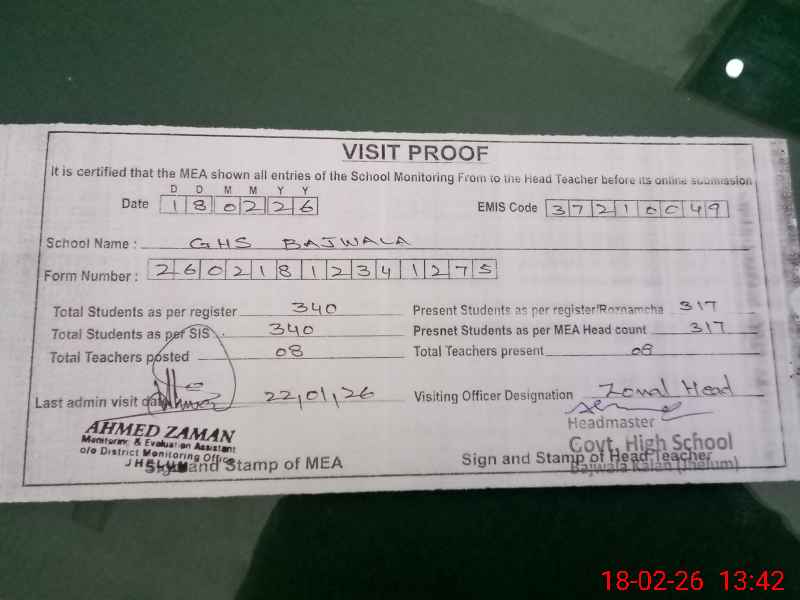 VISIT PROOF
It is certified that the MEA shown all entries of the School Monitoring From to the Head Teacher before its online submission
D D M M Y Y
Date 1 8 0 2 2 6 EMIS Code 3 7 2 1 0 0 4 9
School Name : GHS BAJWALA
Form Number : 2 6 0 2 1 8 1 2 3 4 1 2 7 5
Total Students as per register 340 Present Students as per register/Roznamcha 317
Total Students as per SIS 340 Presnet Students as per MEA Head count 317
Total Teachers posted 08 Total Teachers present 08
Last admin visit date 22,01,26 Visiting Officer Designation Zonal Head
AHMED ZAMAN
Monitoring & Evaluation Assistant
o/o District Monitoring Office
JHELUM
Sign and Stamp of MEA
Headmaster
Govt. High School
Sign and Stamp of Head Teacher
Bajwala Kalan (Jhelum)
18-02-26 13:42